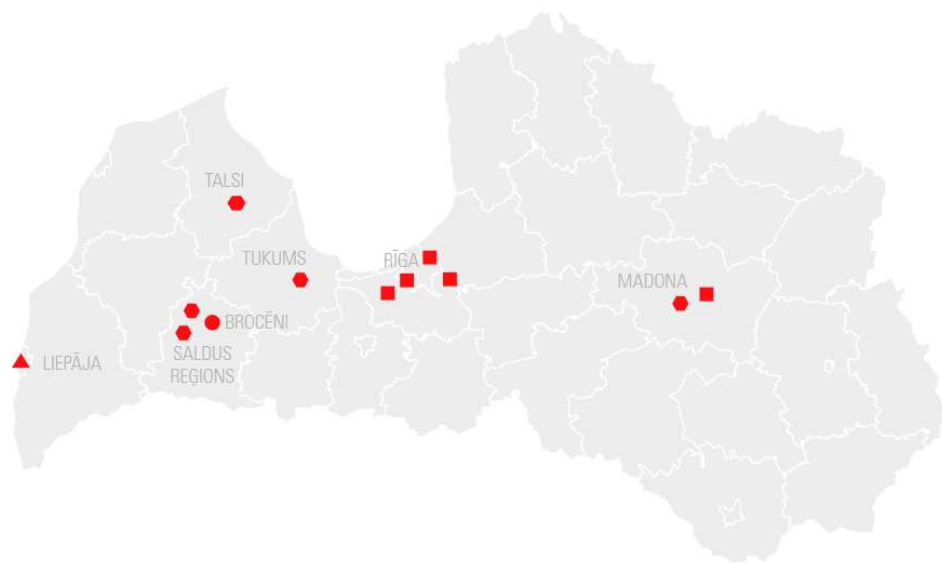 TALSI
TUKUMS
RĪGA
MADONA
BROCĒNI
SALDUS
REĢIONS
LIEPĀJA